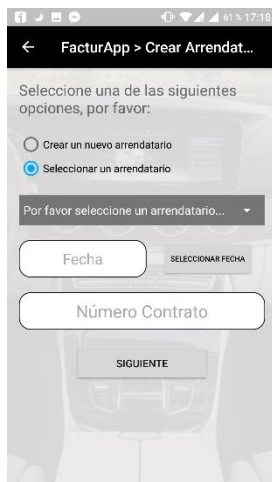 61 % 17:18
FacturApp > Crear Arrendat...
Seleccione una de las siguientes
opciones, por favor:
Crear un nuevo arrendatario
Seleccionar un arrendatario
Por favor seleccione un arrendatario...
Fecha
SELECCIONAR FECHA
Número Contrato
SIGUIENTE